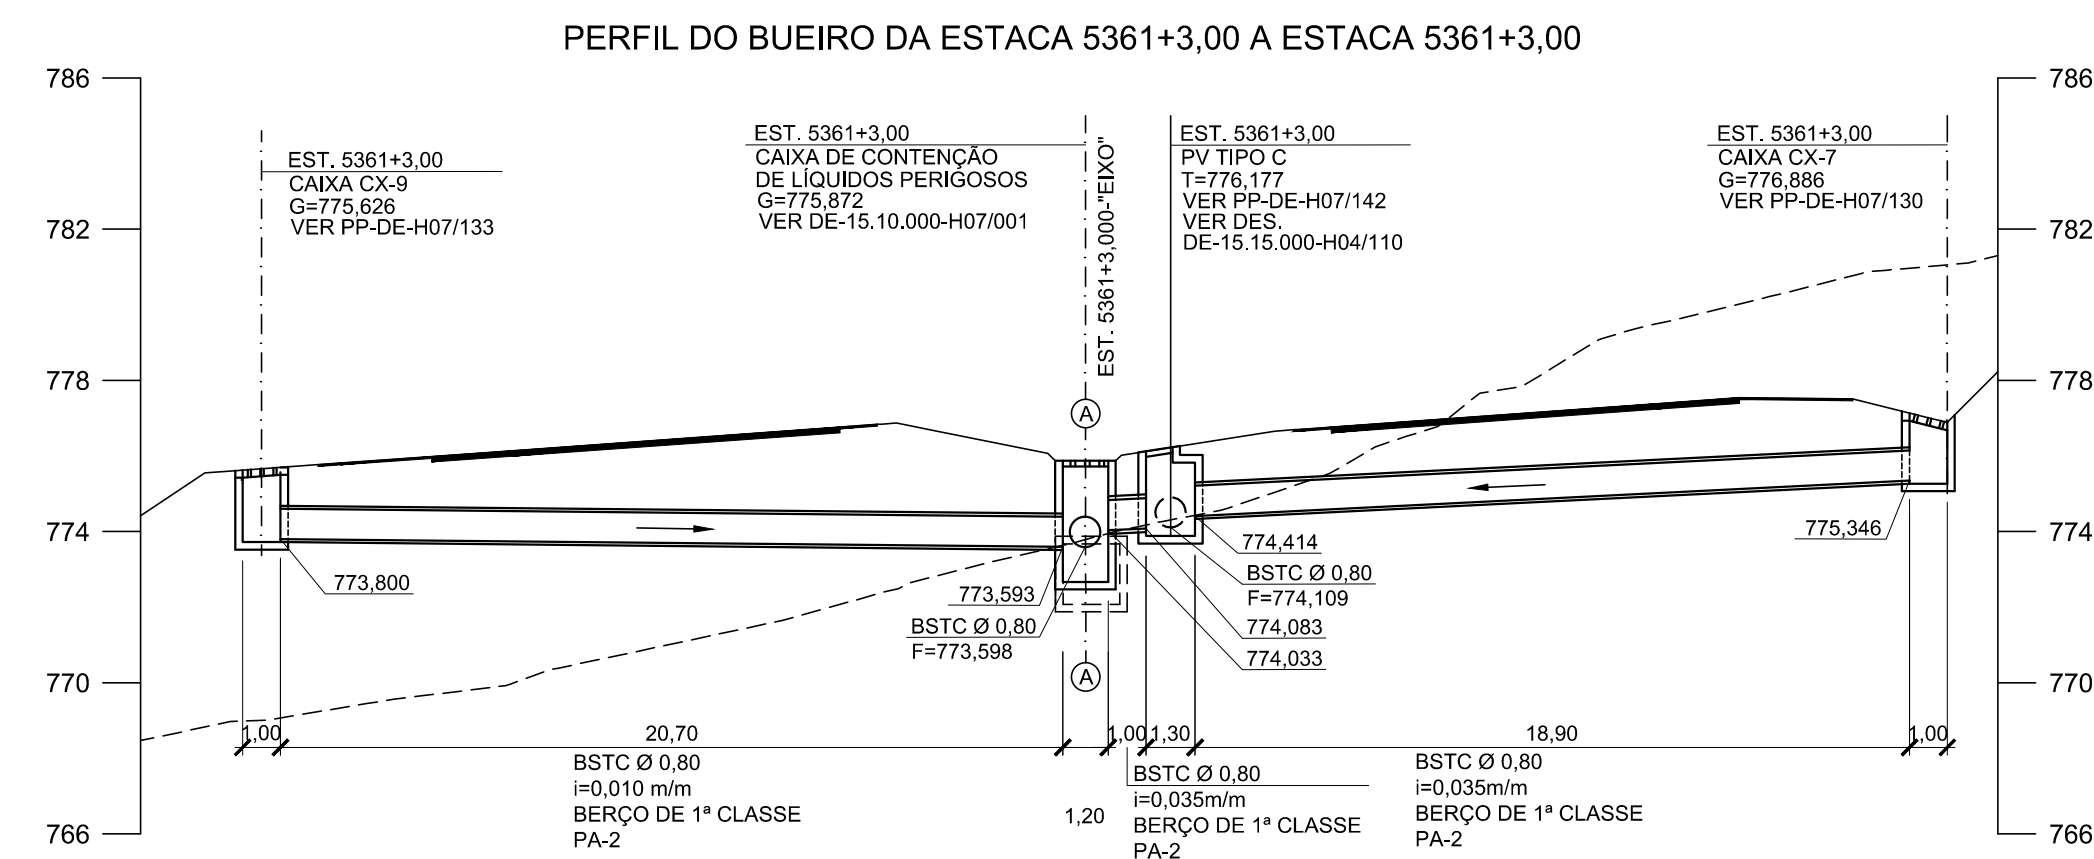 PERFIL DO BUEIRO DA ESTACA 5361+3,00 A ESTACA 5361+3,00
786
782
778
774
770
766
EST. 5361+3,00
CAIXA CX-9
G=775,626
VER PP-DE-H07/133
EST. 5361+3,00
CAIXA DE CONTENÇÃO
DE LÍQUIDOS PERIGOSOS
G=775,872
VER DE-15.10.000-H07/001
EST. 5361+3,000-"EIXO"
EST. 5361+3,00
PV TIPO C
T=776,177
VER PP-DE-H07/142
VER DES.
DE-15.15.000-H04/110
EST. 5361+3,00
CAIXA CX-7
G=776,886
VER PP-DE-H07/130
786
782
778
774
770
766
A
773,800
773,593
BSTC Ø 0,80
F=773,598
A
774,414
BSTC Ø 0,80
F=774,109
774,083
774,033
775,346
1,00
20,70
1,00
1,30
18,90
1,00
BSTC Ø 0,80
i=0,010 m/m
BERÇO DE 1ª CLASSE
PA-2
1,20
BSTC Ø 0,80
i=0,035m/m
BERÇO DE 1ª CLASSE
PA-2
BSTC Ø 0,80
i=0,035m/m
BERÇO DE 1ª CLASSE
PA-2